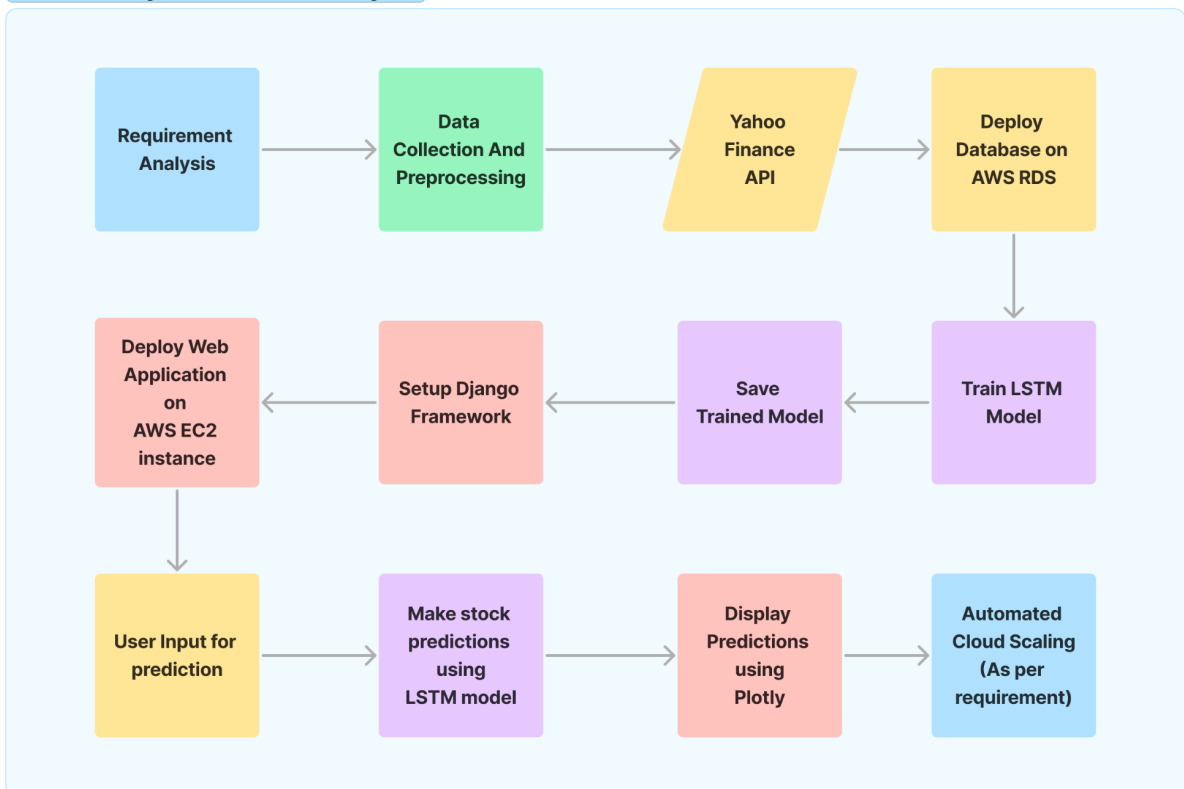 Requirement
Analysis
Data
Collection And
Preprocessing
Yahoo
Finance
API
Deploy
Database on
AWS RDS
Deploy Web
Application
on
AWS EC2
instance
Setup Django
Framework
Save
Trained Model
Train LSTM
Model
User Input for
prediction
Make stock
predictions
using
LSTM model
Display
Predictions
using
Plotly
Automated
Cloud Scaling
(As per
requirement)